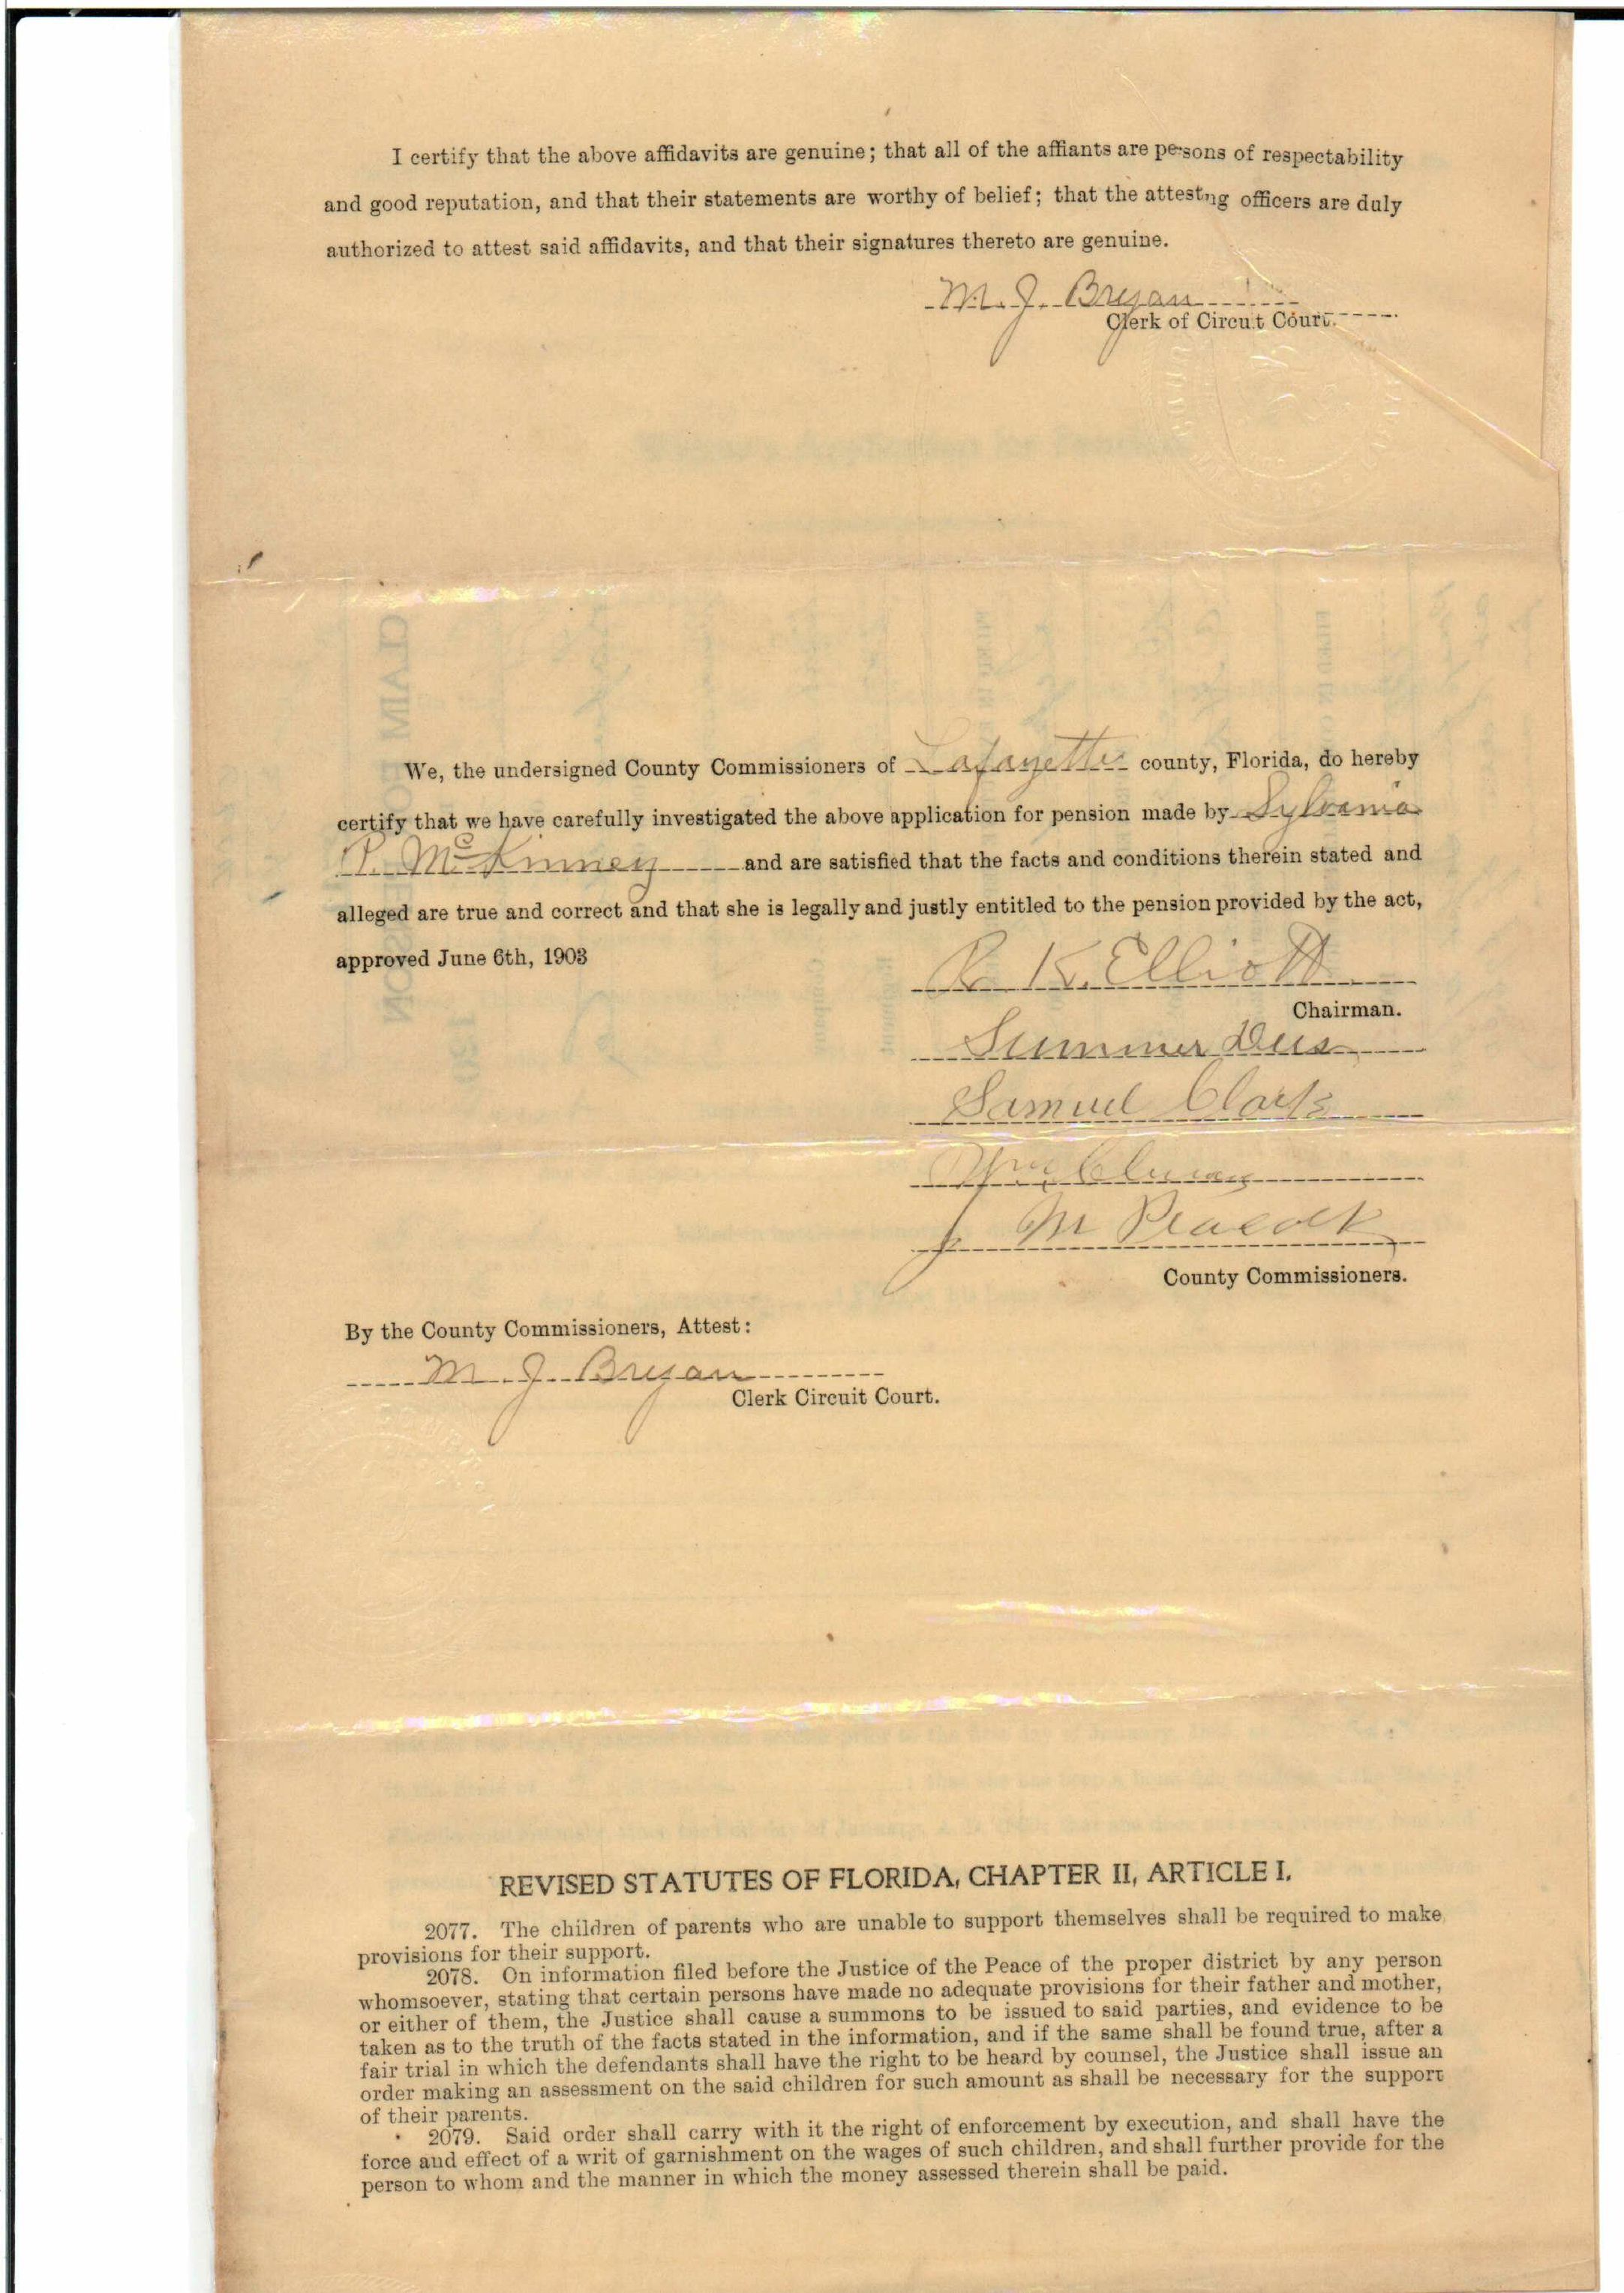 I certify that the above affidavits are genuine; that all of the affiants are persons of respectability
and good reputation, and that their statements are worthy of belief; that the attestng officers are duly
authorized to attest said affidavits, and that their signatures thereto are genuine.
M. J. Bryan
Clerk of Circuit Court.
We, the undersigned County Commissioners of Lafayette county, Florida, do hereby
certify that we have carefully investigated the above application for pension made by Sylvania
P. McKinney and are satisfied that the facts and conditions therein stated and
alleged are true and correct and that she is legally and justly entitled to the pension provided by the act,
approved June 6th, 1903
R. K. Elliott
Chairman.
Summer
Samuel Clark
Wm
J M Peacock
County Commissioners.
By the County Commissioners, Attest:
M. J. Bryan
Clerk Circuit Court.
REVISED STATUTES OF FLORIDA, CHAPTER II, ARTICLE I.
2077. The children of parents who are unable to support themselves shall be required to make
provisions for their support.
2078. On information filed before the Justice of the Peace of the proper district by any person
whomsoever, stating that certain persons have made no adequate provisions for their father and mother,
or either of them, the Justice shall cause a summons to be issued to said parties, and evidence to be
taken as to the truth of the facts stated in the information, and if the same shall be found true, after a
fair trial in which the defendants shall have the right to be heard by counsel, the Justice shall issue an
order making an assessment on the said children for such amount as shall be necessary for the support
of their parents.
2079. Said order shall carry with it the right of enforcement by execution, and shall have the
force and effect of a writ of garnishment on the wages of such children, and shall further provide for the
person to whom and the manner in which the money assessed therein shall be paid.